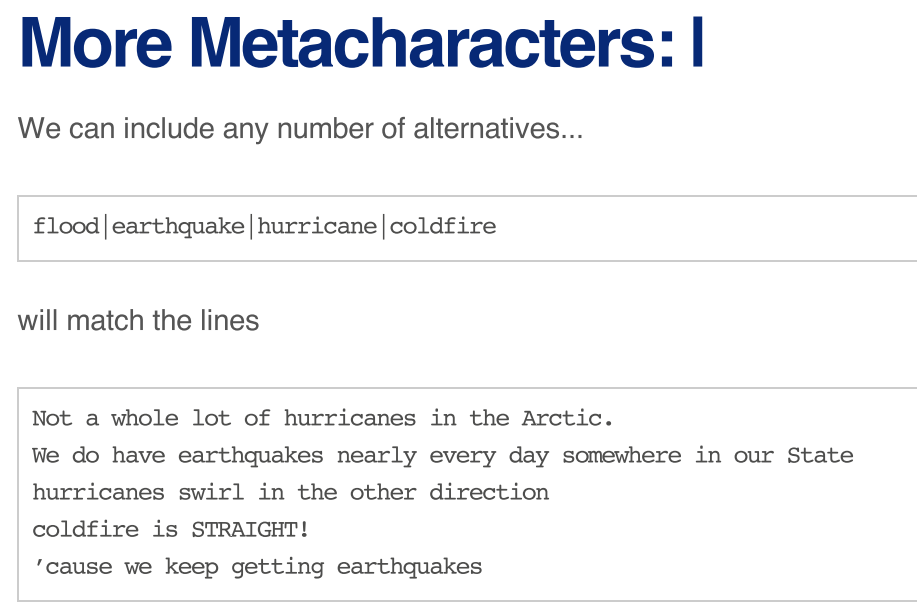 More Metacharacters: |
We can include any number of alternatives...
flood|earthquake|hurricane|coldfire
will match the lines
Not a whole lot of hurricanes in the Arctic.
We do have earthquakes nearly every day somewhere in our State
hurricanes swirl in the other direction
coldfire is STRAIGHT!
’cause we keep getting earthquakes